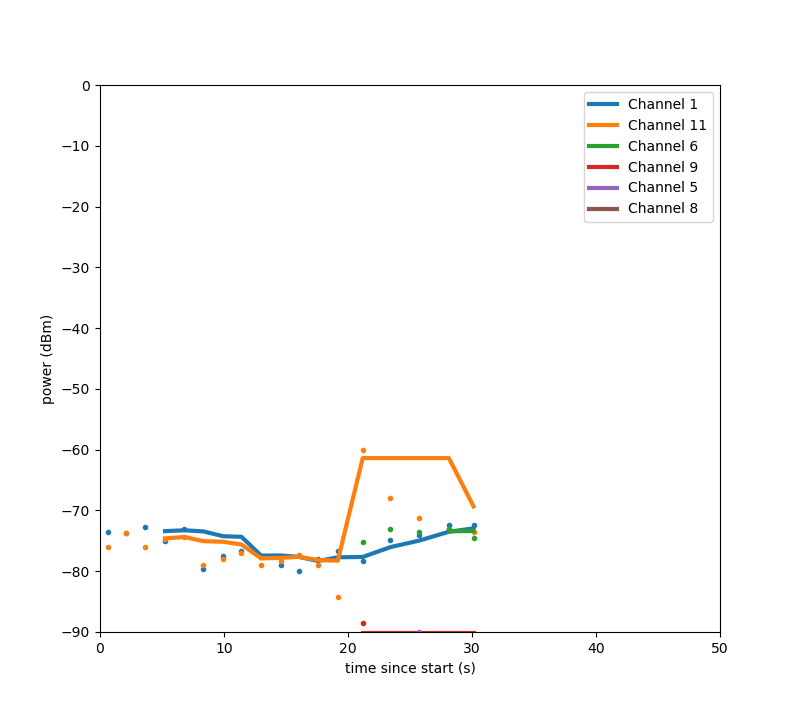 0
−10
−20
−30
−40
−50
−60
−70
−80
−90
power (dBm)
0 10 20 30 40 50
time since start (s)
Channel 1
Channel 11
Channel 6
Channel 9
Channel 5
Channel 8